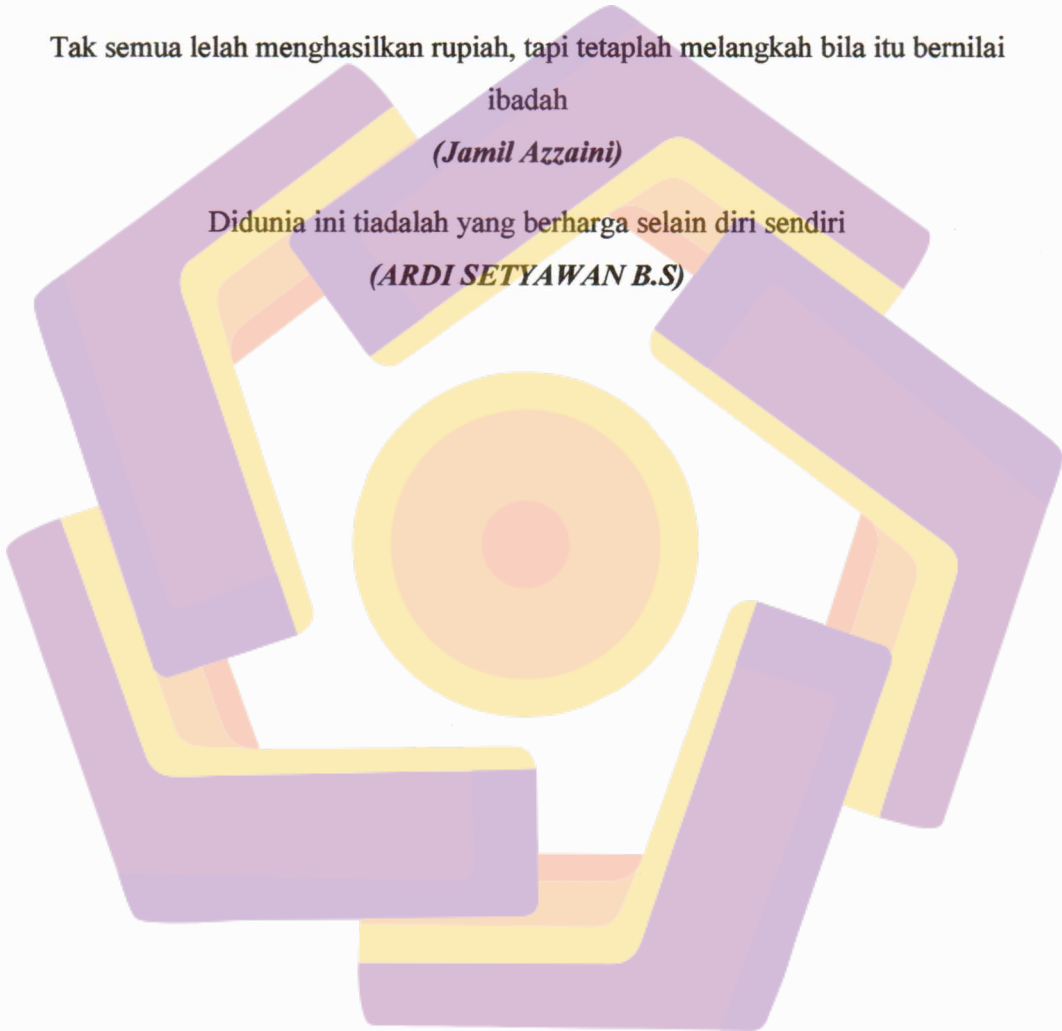 Tak semua lelah menghasilkan rupiah, tapi tetaplah melangkah bila itu bernilai
ibadah
(Jamil Azzaini)
Didunia ini tiadalah yang berharga selain diri sendiri
(ARDI SETYAWAN B.S)